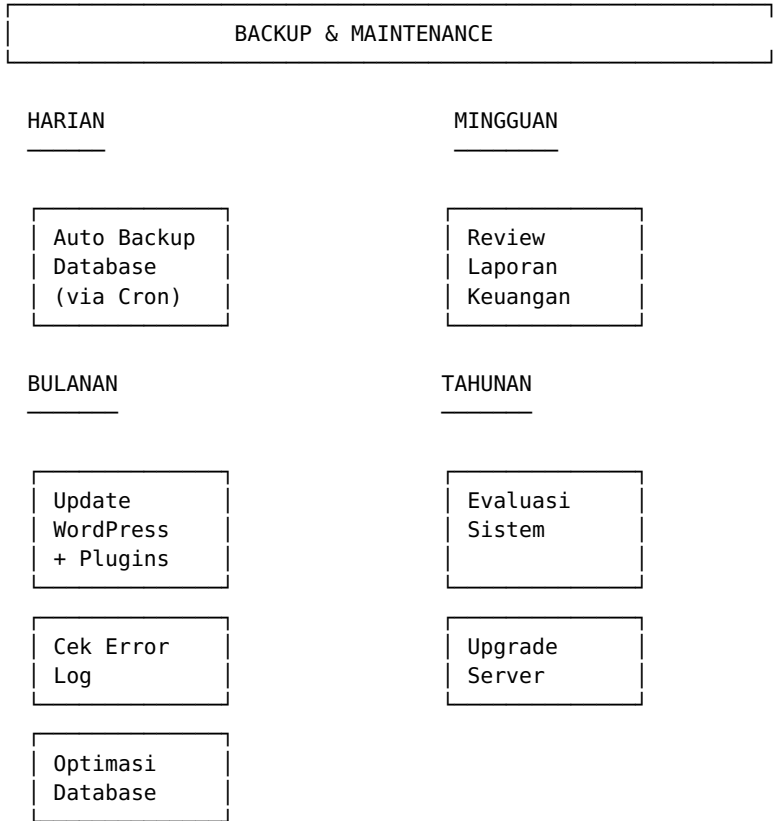 BACKUP & MAINTENANCE
HARIAN
Auto Backup
Database
(via Cron)
MINGGUAN
Review
Laporan
Keuangan
BULANAN
Update
WordPress
+ Plugins
Cek Error
Log
Optimasi
Database
TAHUNAN
Evaluasi
Sistem
Upgrade
Server